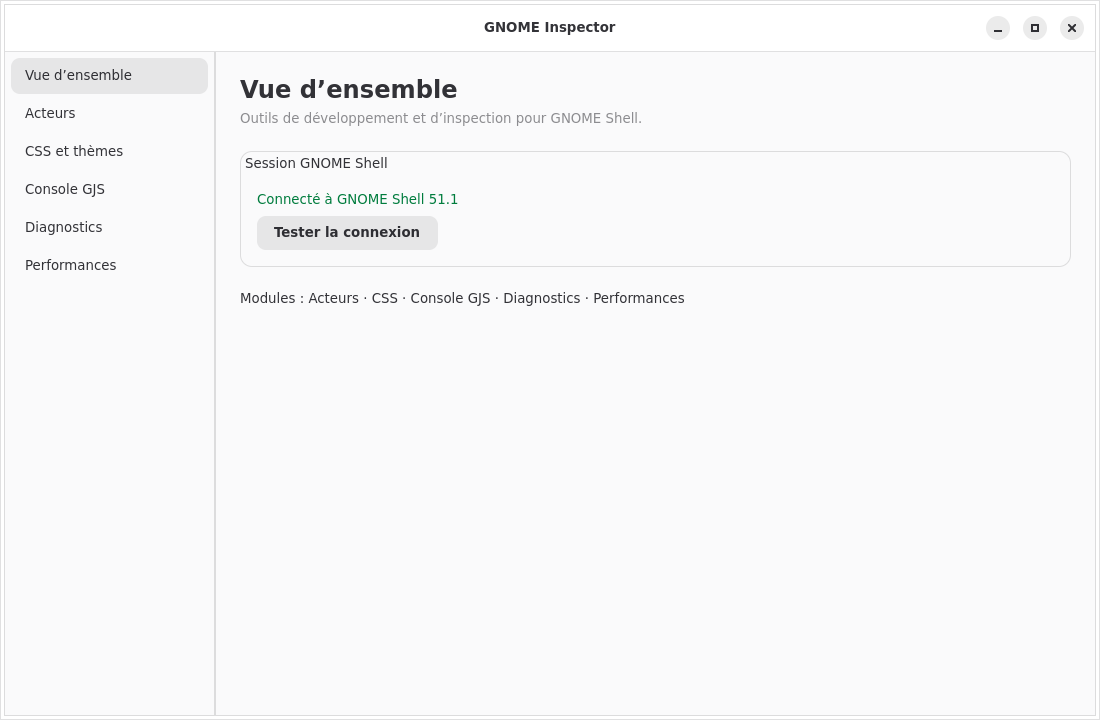 GNOME Inspector
Vue d’ensemble
Acteurs
CSS et thèmes
Console GJS
Diagnostics
Performances
Vue d’ensemble
Outils de développement et d’inspection pour GNOME Shell.
Session GNOME Shell
Connecté à GNOME Shell 51.1
Tester la connexion
Modules : Acteurs · CSS · Console GJS · Diagnostics · Performances